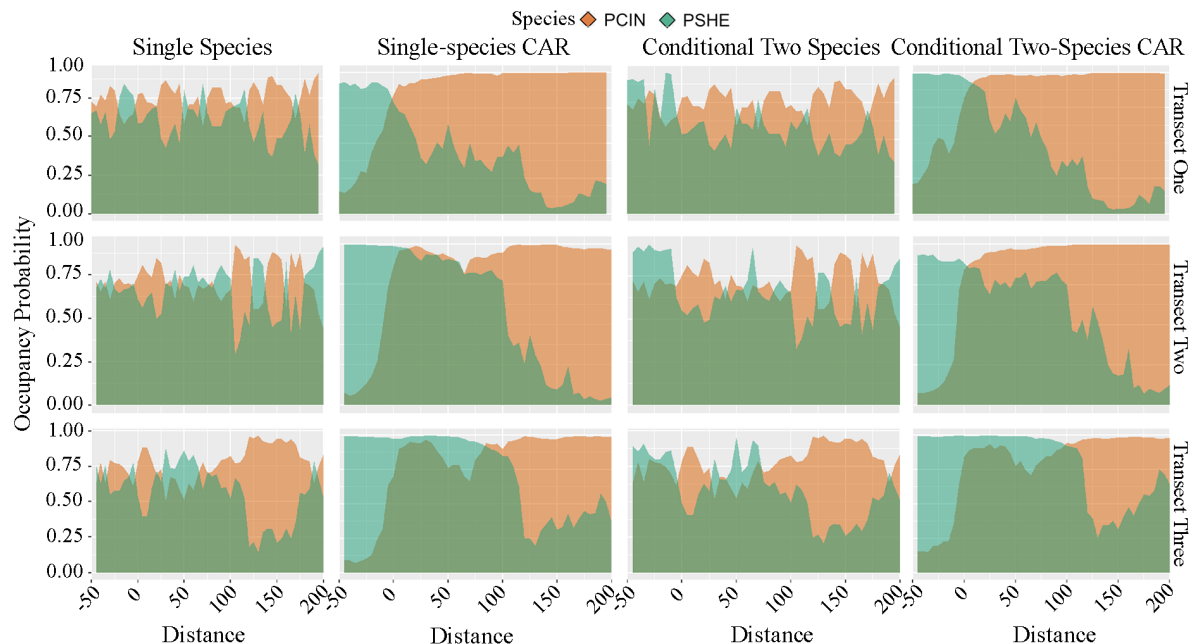 Species PCIN PSHE
Single Species Single-species CAR Conditional Two Species Conditional Two-Species CAR
Occupancy Probability
1.00
0.75
0.50
0.25
0.00
Transect One
1.00
0.75
0.50
0.25
0.00
Transect Two
1.00
0.75
0.50
0.25
0.00
Transect Three
-50 0 50 100 150 200 -50 0 50 100 150 200 -50 0 50 100 150 200 -50 0 50 100 150 200
Distance Distance Distance Distance